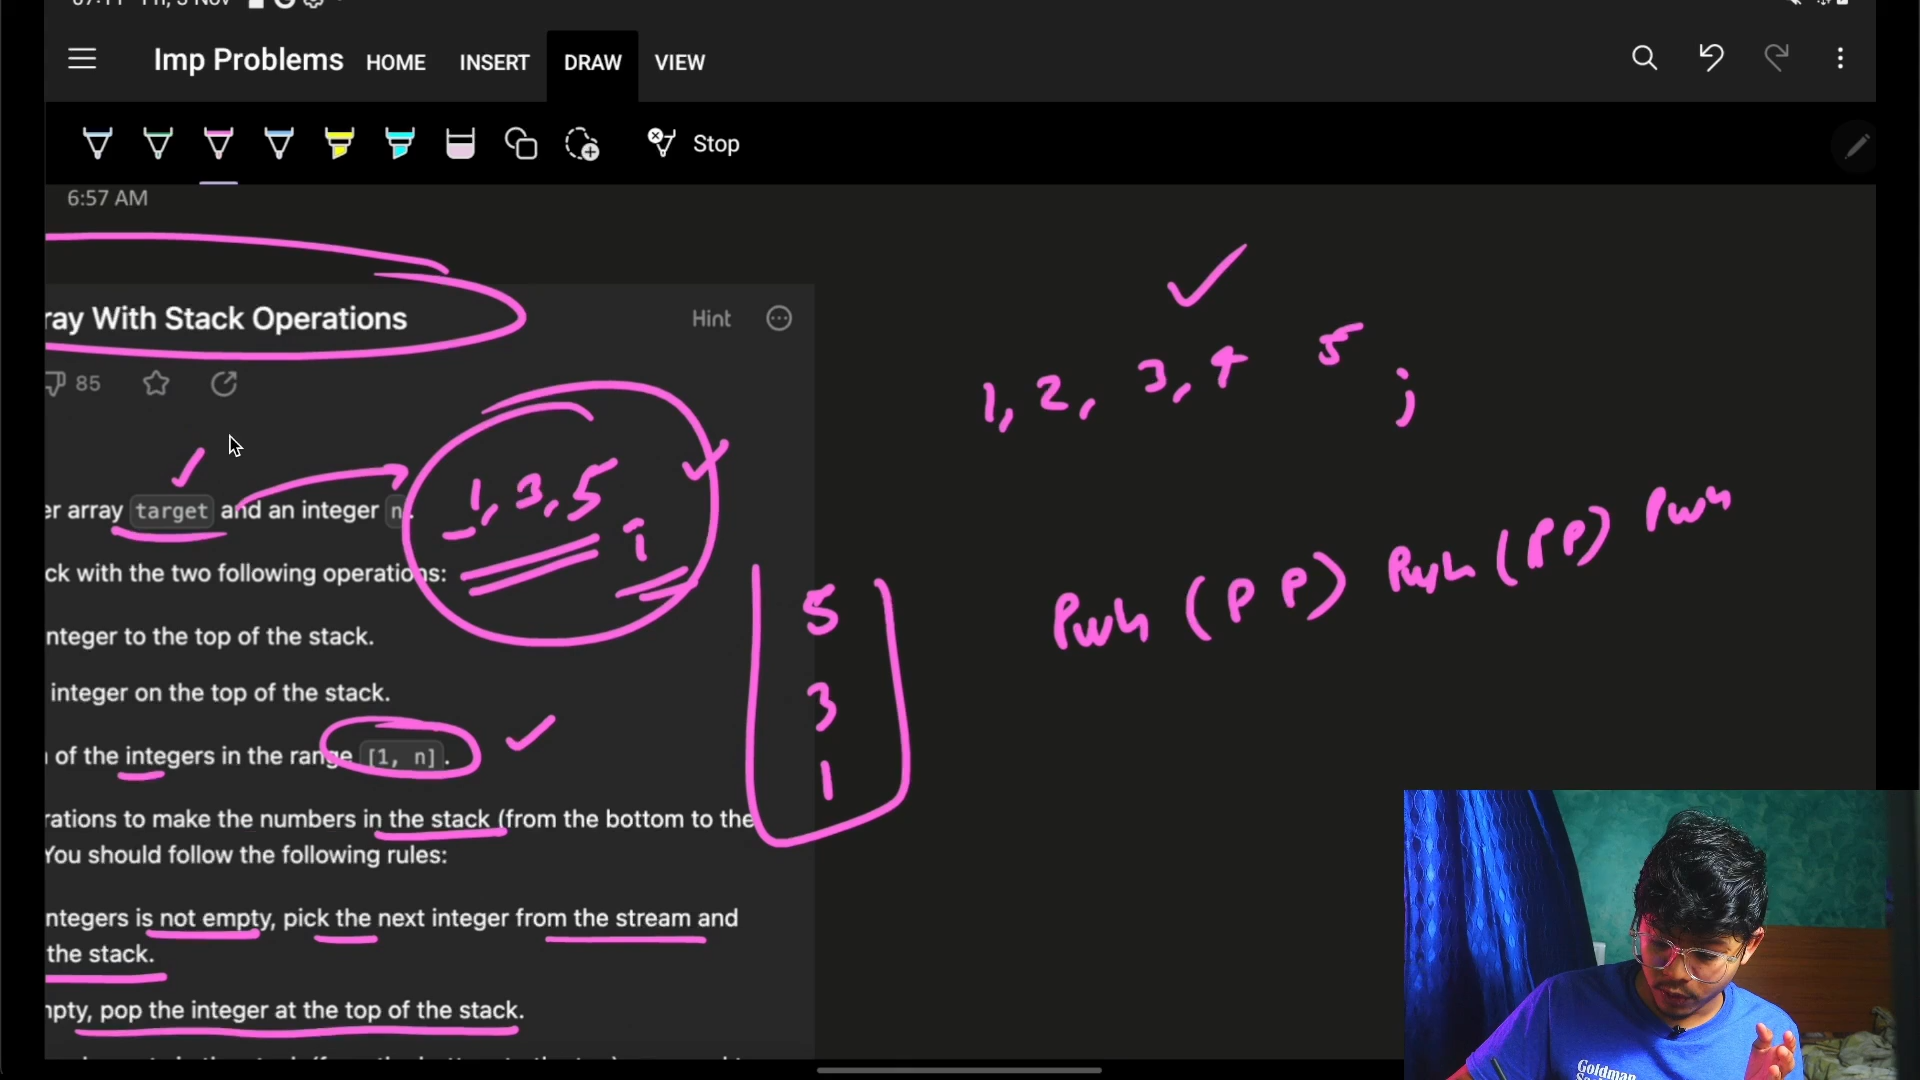 Imp Problems HOME INSERT DRAW VIEW
Stop
6:57 AM
ray With Stack Operations
Hint
85
1, 2, 3, 4 5 ;
1, 3, 5
i
er array target and an integer n.
ck with the two following operations:
nteger to the top of the stack.
integer on the top of the stack.
of the integers in the range [1, n].
rations to make the numbers in the stack (from the bottom to the
You should follow the following rules:
ntegers is not empty, pick the next integer from the stream and
the stack.
npty, pop the integer at the top of the stack.
5
3
1
Push (P P) Push (P P) Push
Goldman